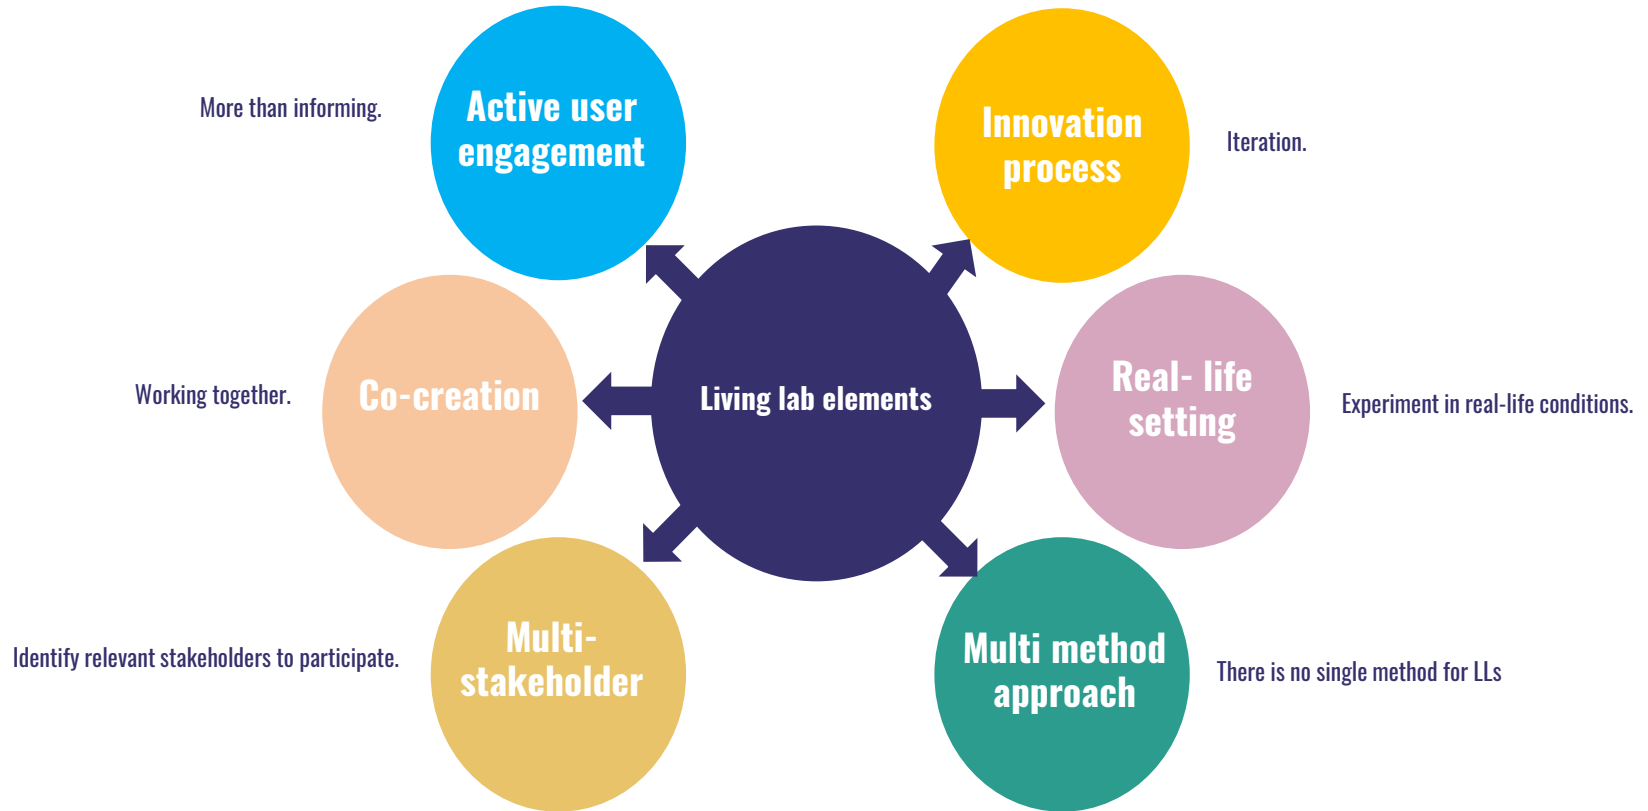 More than informing.
Active user
engagement
Innovation
process
Iteration.
Working together.
Co-creation
Living lab elements
Real- life
setting
Experiment in real-life conditions.
Identify relevant stakeholders to participate.
Multi-
stakeholder
Multi method
approach
There is no single method for LLs